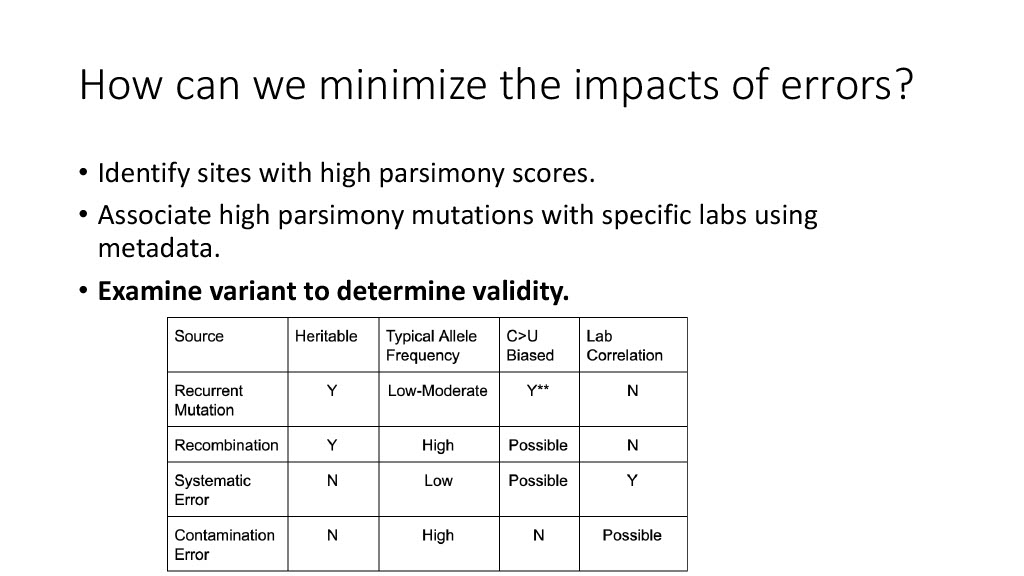 How can we minimize the impacts of errors?
• Identify sites with high parsimony scores.
• Associate high parsimony mutations with specific labs using
metadata.
• Examine variant to determine validity.
Source Heritable Typical Allele Frequency C>U Biased Lab Correlation
Recurrent Mutation Y Low-Moderate Y** N
Recombination Y High Possible N
Systematic Error N Low Possible Y
Contamination Error N High N Possible